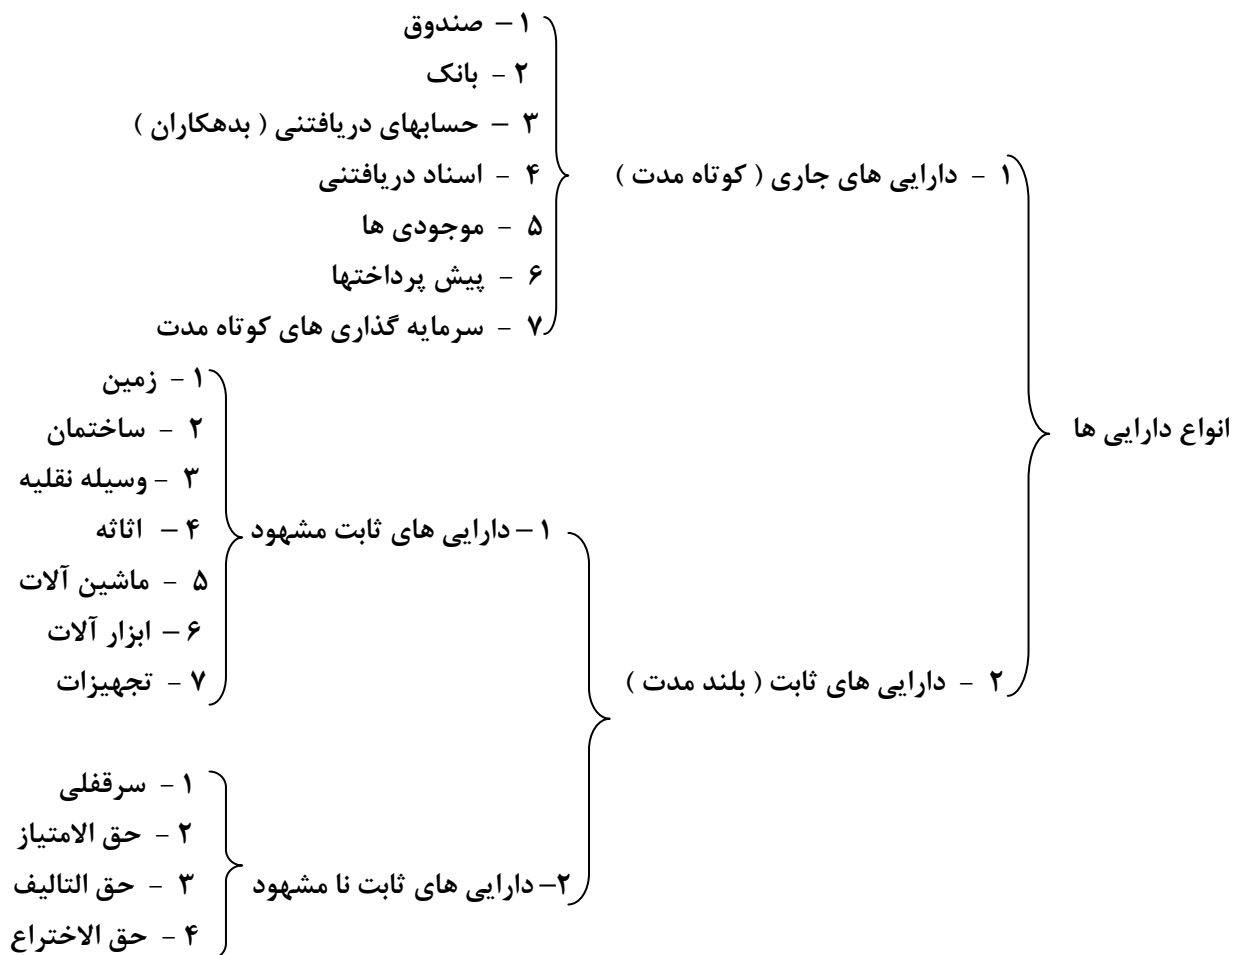 انواع دارایی ها
۱ - دارایی های جاری ( کوتاه مدت )
۱ – صندوق
۲ - بانک
۳ – حسابهای دریافتنی ( بدهکاران )
۴ - اسناد دریافتنی
۵ - موجودی ها
۶ - پیش پرداختها
۷ - سرمایه گذاری های کوتاه مدت
۲ - دارایی های ثابت ( بلند مدت )
۱ – دارایی های ثابت مشهود
۱ - زمین
۲ - ساختمان
۳ - وسیله نقلیه
۴ – اثاثه
۵ - ماشین آلات
۶ – ابزار آلات
۷ - تجهیزات
۲– دارایی های ثابت نا مشهود
۱ - سرقفلی
۲ - حق الامتیاز
۳ - حق التالیف
۴ - حق الاختراع